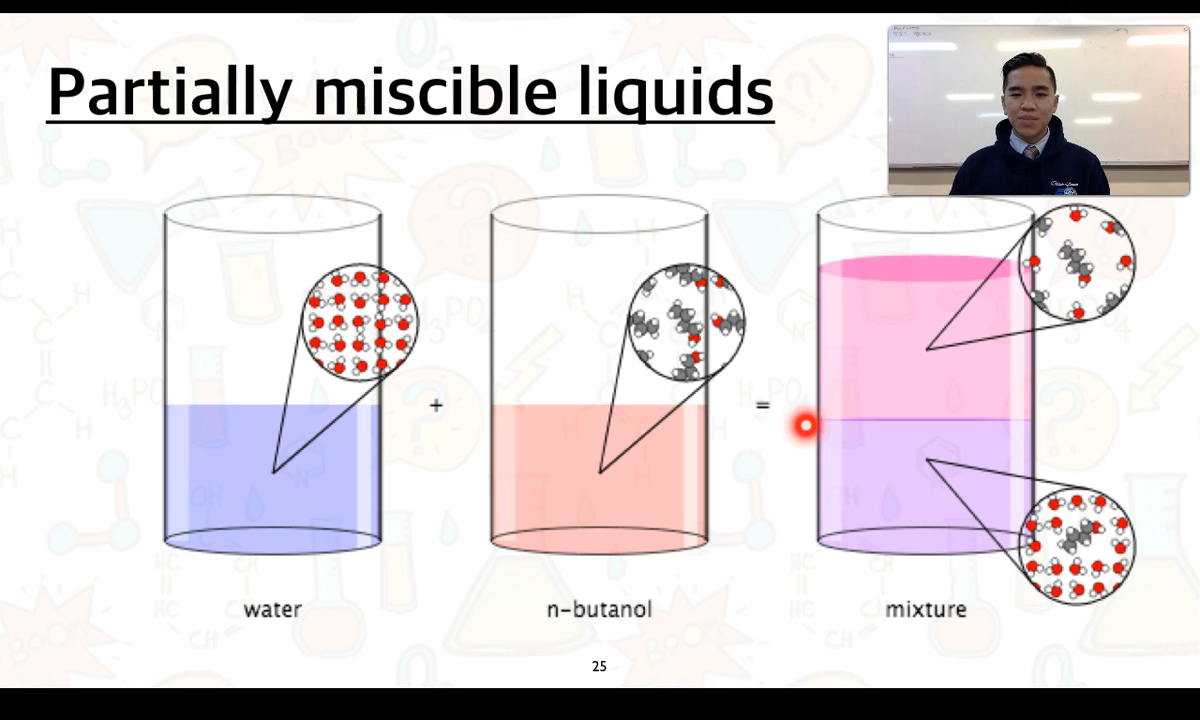 Partially miscible liquids
+
=
water
n-butanol
mixture
25